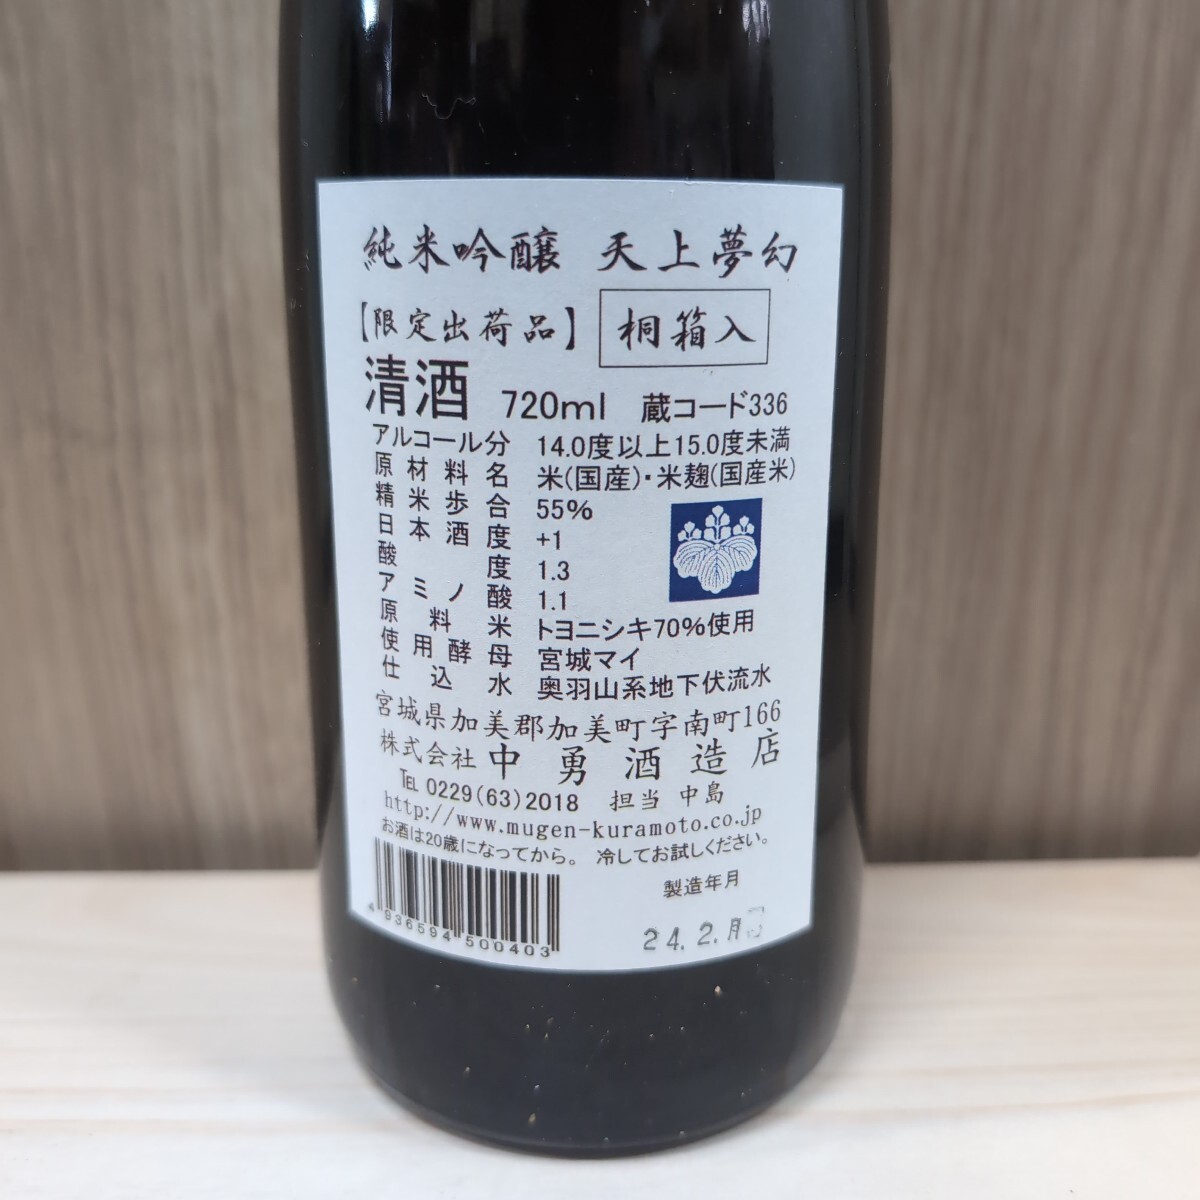 純米吟醸 天上夢幻
【限定出荷品】 桐箱入
清酒 720ml 蔵コード336
アルコール分 14.0度以上15.0度未満
原材料名 米(国産)・米麹(国産米)
精米歩合 55%
日本酒度 +1
酸度 1.3
アミノ酸 1.1
原料米 トヨニシキ70%使用
使用酵母 宮城マイ
仕込水 奥羽山系地下伏流水
宮城県加美郡加美町字南町166
株式会社 中勇酒造店
℡ 0229(63)2018 担当 中島
http://www.mugen-kuramoto.co.jp
お酒は20歳になってから。 冷してお試しください。
製造年月
4936594500403
24.2.月